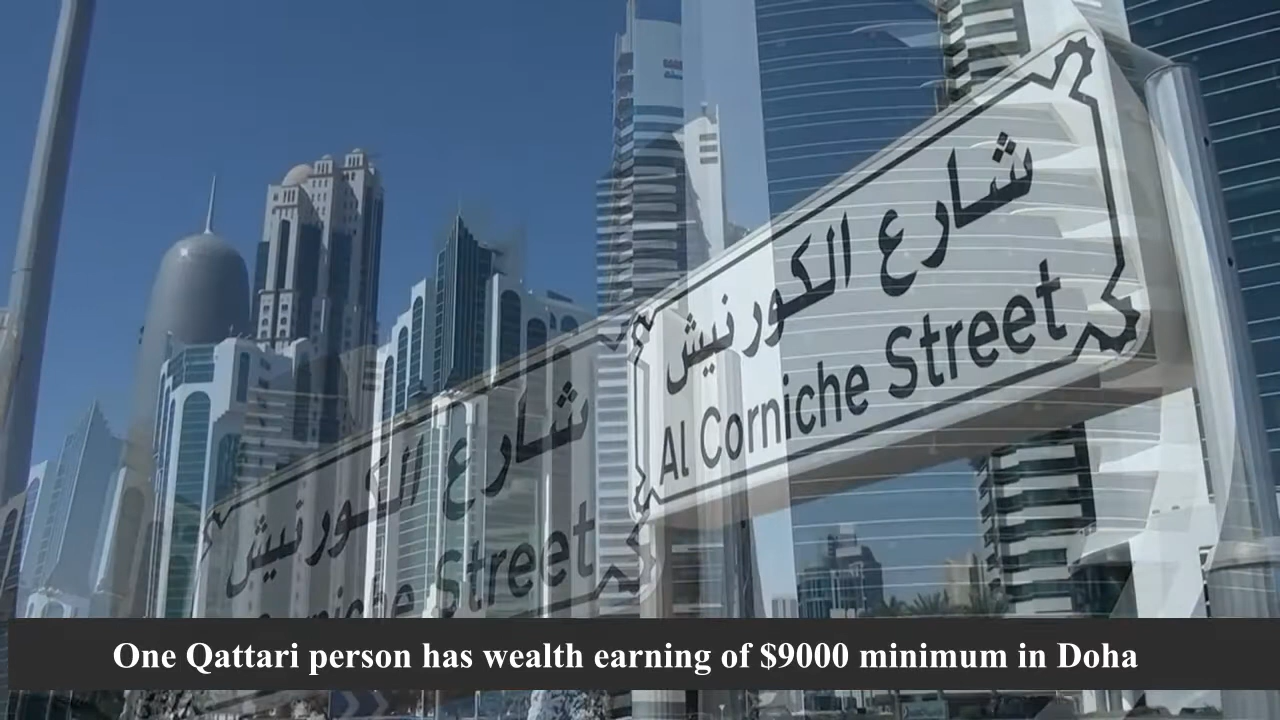 شارع الكورنيش
Al Corniche Street
شارع الكورنيش
Corniche Street
One Qattari person has wealth earning of $9000 minimum in Doha